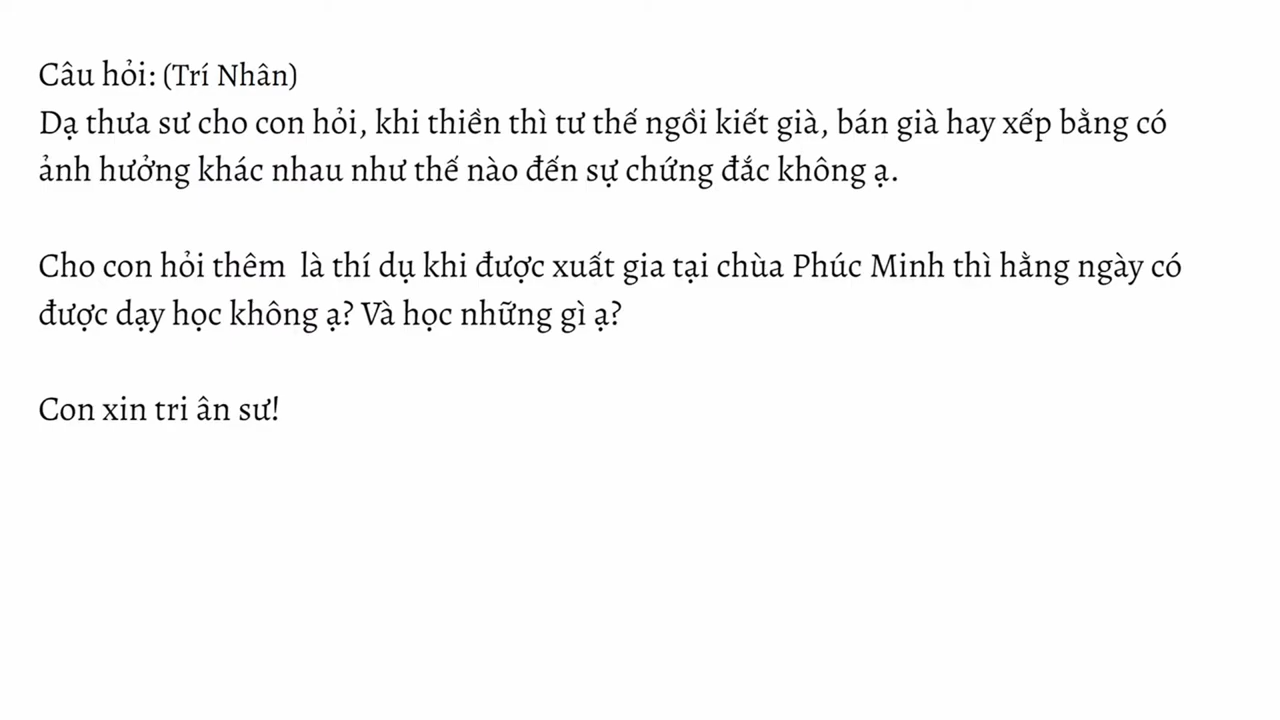 Câu hỏi: (Trí Nhân)
Dạ thưa sư cho con hỏi, khi thiền thì tư thế ngồi kiết già, bán già hay xếp bằng có
ảnh hưởng khác nhau như thế nào đến sự chứng đắc không ạ.
Cho con hỏi thêm  là thí dụ khi được xuất gia tại chùa Phúc Minh thì hằng ngày có
được dạy học không ạ? Và học những gì ạ?
Con xin tri ân sư!